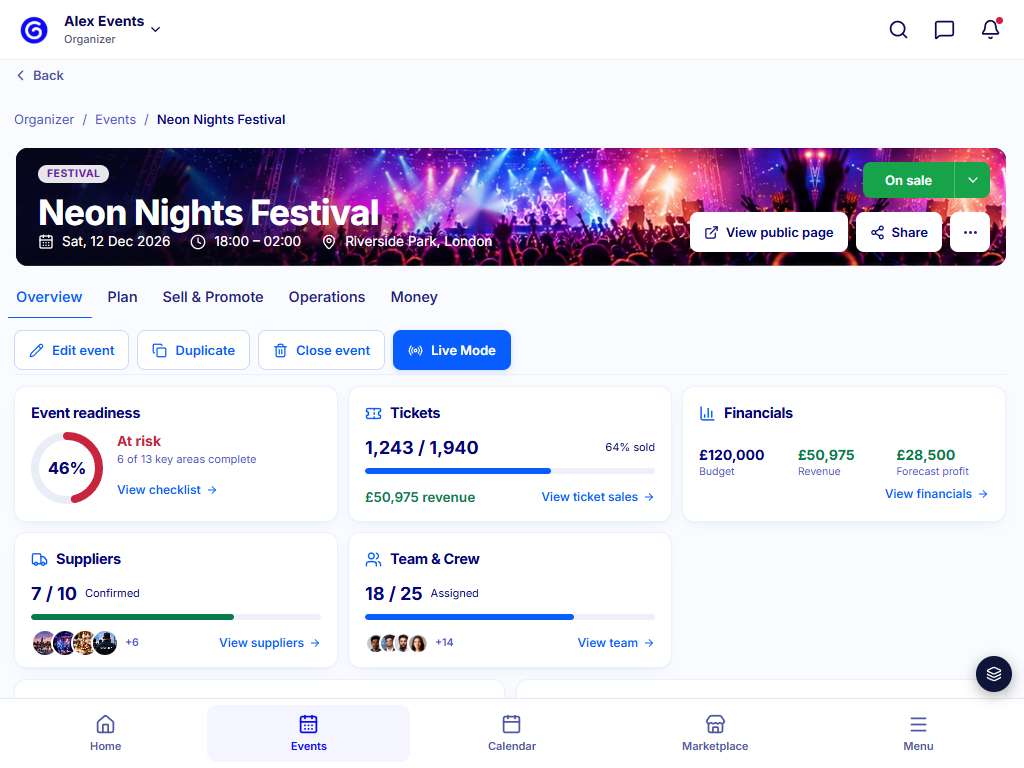 Alex Events
Organizer
Back
Organizer / Events / Neon Nights Festival
FESTIVAL
On sale
Neon Nights Festival
Sat, 12 Dec 2026 18:00 – 02:00 Riverside Park, London
View public page
Share
Overview Plan Sell & Promote Operations Money
Edit event Duplicate Close event Live Mode
Event readiness
46%
At risk
6 of 13 key areas complete
View checklist
Tickets
1,243 / 1,940
64% sold
£50,975 revenue
View ticket sales
Financials
£120,000 £50,975 £28,500
Budget Revenue Forecast profit
View financials
Suppliers
7 / 10 Confirmed
+6
View suppliers
Team & Crew
18 / 25 Assigned
+14
View team
Home Events Calendar Marketplace Menu